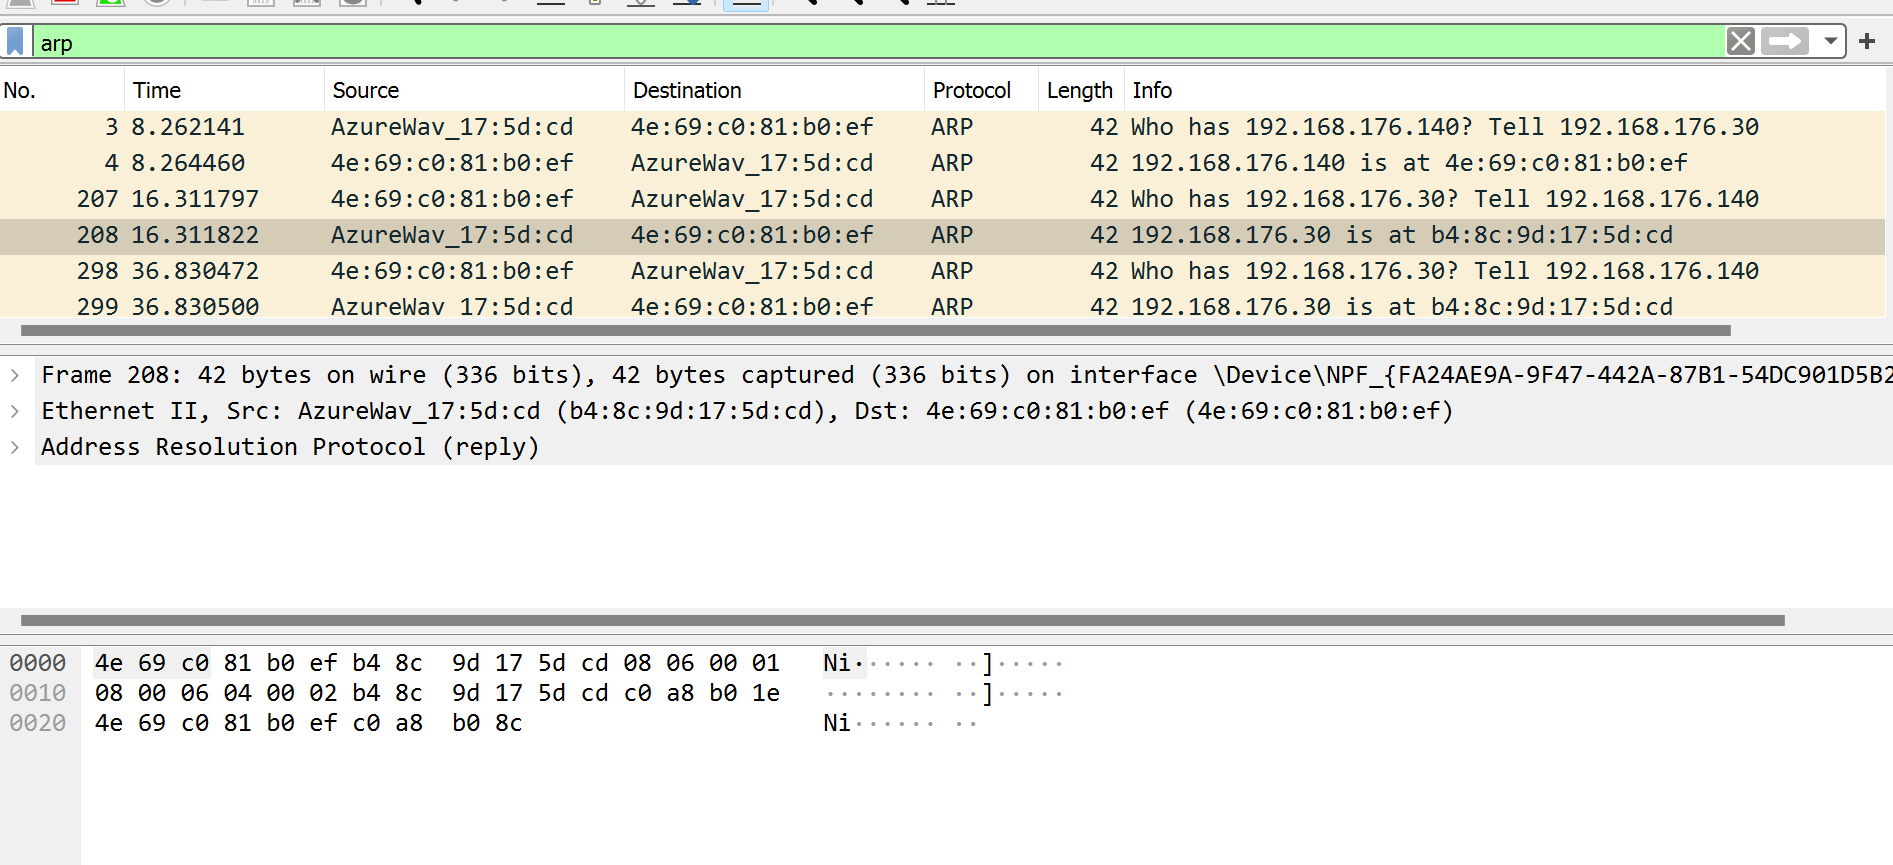 arp
No. Time Source Destination Protocol Length Info
3 8.262141 AzureWav_17:5d:cd 4e:69:c0:81:b0:ef ARP 42 Who has 192.168.176.140? Tell 192.168.176.30
4 8.264460 4e:69:c0:81:b0:ef AzureWav_17:5d:cd ARP 42 192.168.176.140 is at 4e:69:c0:81:b0:ef
207 16.311797 4e:69:c0:81:b0:ef AzureWav_17:5d:cd ARP 42 Who has 192.168.176.30? Tell 192.168.176.140
208 16.311822 AzureWav_17:5d:cd 4e:69:c0:81:b0:ef ARP 42 192.168.176.30 is at b4:8c:9d:17:5d:cd
298 36.830472 4e:69:c0:81:b0:ef AzureWav_17:5d:cd ARP 42 Who has 192.168.176.30? Tell 192.168.176.140
299 36.830500 AzureWav_17:5d:cd 4e:69:c0:81:b0:ef ARP 42 192.168.176.30 is at b4:8c:9d:17:5d:cd
Frame 208: 42 bytes on wire (336 bits), 42 bytes captured (336 bits) on interface \Device\NPF_{FA24AE9A-9F47-442A-87B1-54DC901D5B2
Ethernet II, Src: AzureWav_17:5d:cd (b4:8c:9d:17:5d:cd), Dst: 4e:69:c0:81:b0:ef (4e:69:c0:81:b0:ef)
Address Resolution Protocol (reply)
0000 4e 69 c0 81 b0 ef b4 8c 9d 17 5d cd 08 06 00 01 Ni······ ··]·····
0010 08 00 06 04 00 02 b4 8c 9d 17 5d cd c0 a8 b0 1e ········ ··]·····
0020 4e 69 c0 81 b0 ef c0 a8 b0 8c Ni······ ··